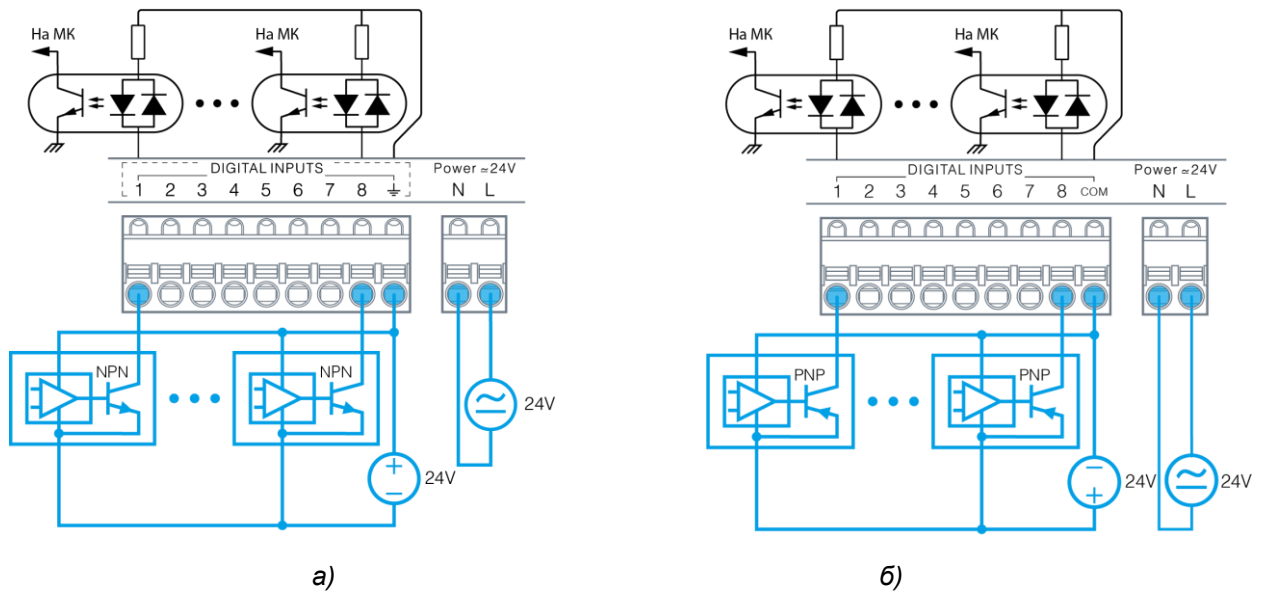 На МК На МК
DIGITAL INPUTS Power ≃24V
1 2 3 4 5 6 7 8 ⏚ N L
NPN NPN
24V
+
−
24V
а)
На МК На МК
DIGITAL INPUTS Power ≃24V
1 2 3 4 5 6 7 8 COM N L
PNP PNP
−
+
24V
24V
б)